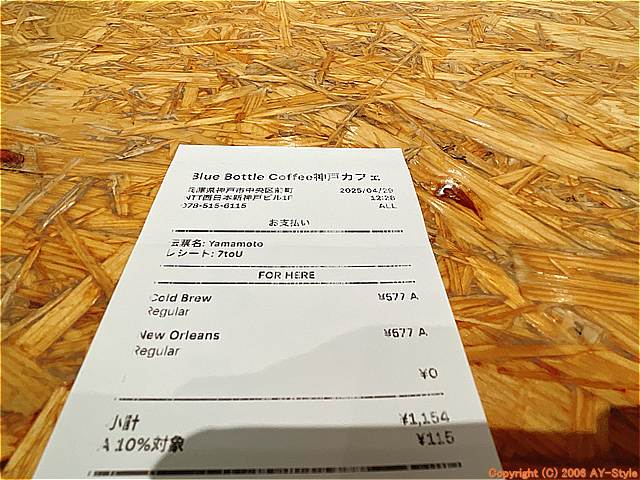 Blue Bottle Coffee神戸カフェ
兵庫県神戸市中央区前町 2025/04/29
NTT西日本新神戸ビル1F 12:28
078-515-6115 ALL
お支払い
伝票名: Yamamoto
レシート: 7toU
FOR HERE
Cold Brew ¥577 A
Regular
New Orleans ¥577 A
Regular
¥0
小計 ¥1,154
A 10%対象 ¥115
Copyright (C) 2006 AY-Style